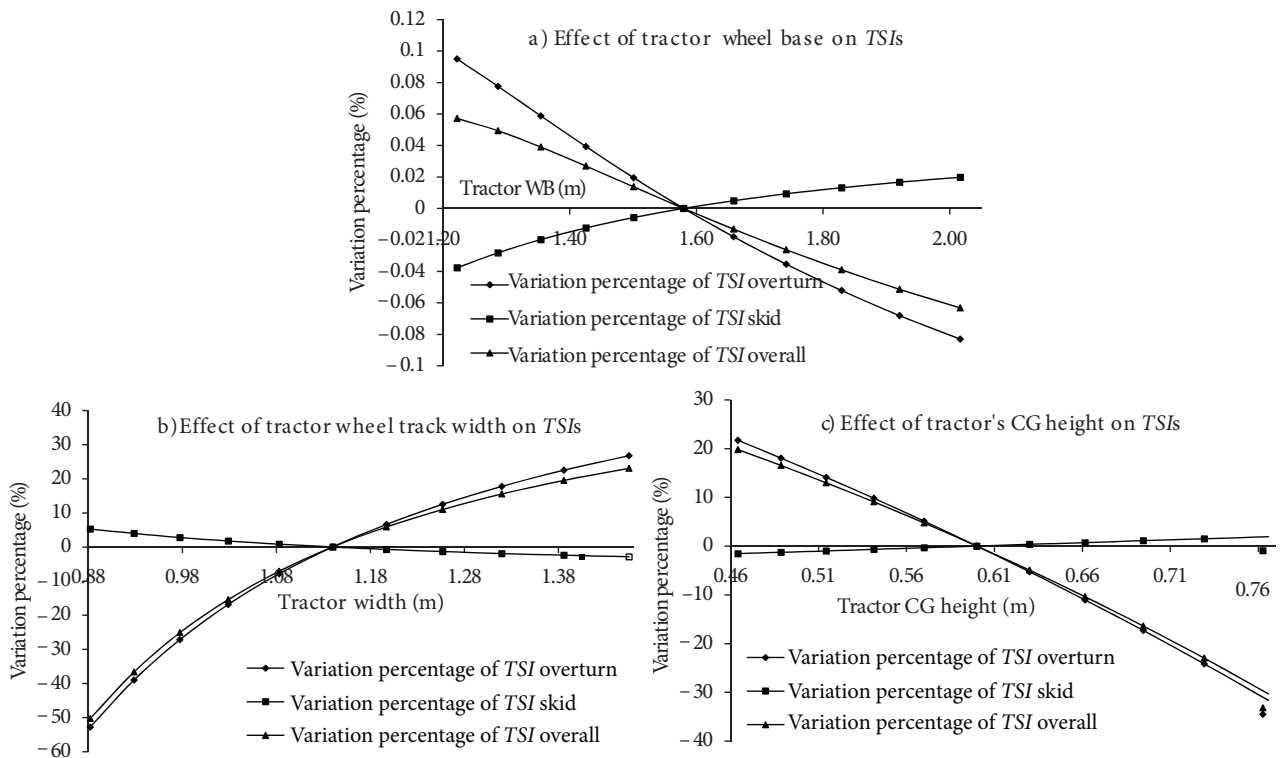 a) Effect of tractor wheel base on TSIs
Variation percentage (%)
0.12
0.1
0.08
0.06
0.04
0.02
0
−0.02
−0.04
−0.06
−0.08
−0.1
Tractor WB (m)
1.20 1.40 1.60 1.80 2.00
Variation percentage of TSI overturn
Variation percentage of TSI skid
Variation percentage of TSI overall
b)Effect of tractor wheel track width on TSIs
Variation percentage (%)
40
30
20
10
0
−10
−20
−30
−40
−50
−60
0.88 0.98 1.08 1.18 1.28 1.38
Tractor width (m)
Variation percentage of TSI overturn
Variation percentage of TSI skid
Variation percentage of TSI overall
c) Effect of tractor's CG height on TSIs
Variation percentage (%)
30
20
10
0
−10
−20
−30
−40
0.46 0.51 0.56 0.61 0.66 0.71 0.76
Tractor CG height (m)
Variation percentage of TSI overturn
Variation percentage of TSI skid
Variation percentage of TSI overall